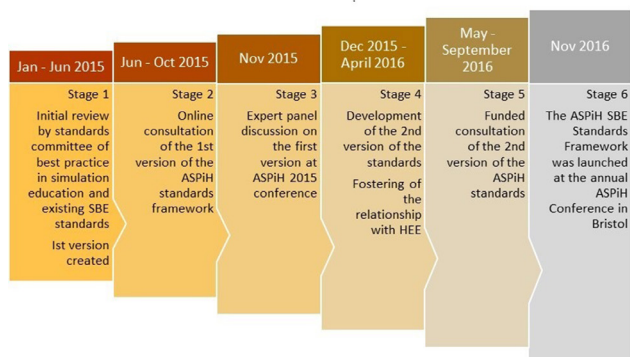 Jan - Jun 2015
Stage 1
Initial review
by standards
committee of
best practice
in simulation
education and
existing SBE
standards
Ist version
created
Jun - Oct 2015
Stage 2
Online
consultation
of the 1st
version of the
ASPiH
standards
framework
Nov 2015
Stage 3
Expert panel
discussion on
the first
version at
ASPiH 2015
conference
Dec 2015 -
April 2016
Stage 4
Development
of the 2nd
version of the
standards
Fostering of
the
relationship
with HEE
May -
September
2016
Stage 5
Funded
consultation
of the 2nd
version of the
ASPiH
standards
Nov 2016
Stage 6
The ASPiH SBE
Standards
Framework
was launched
at the annual
ASPiH
Conference in
Bristol